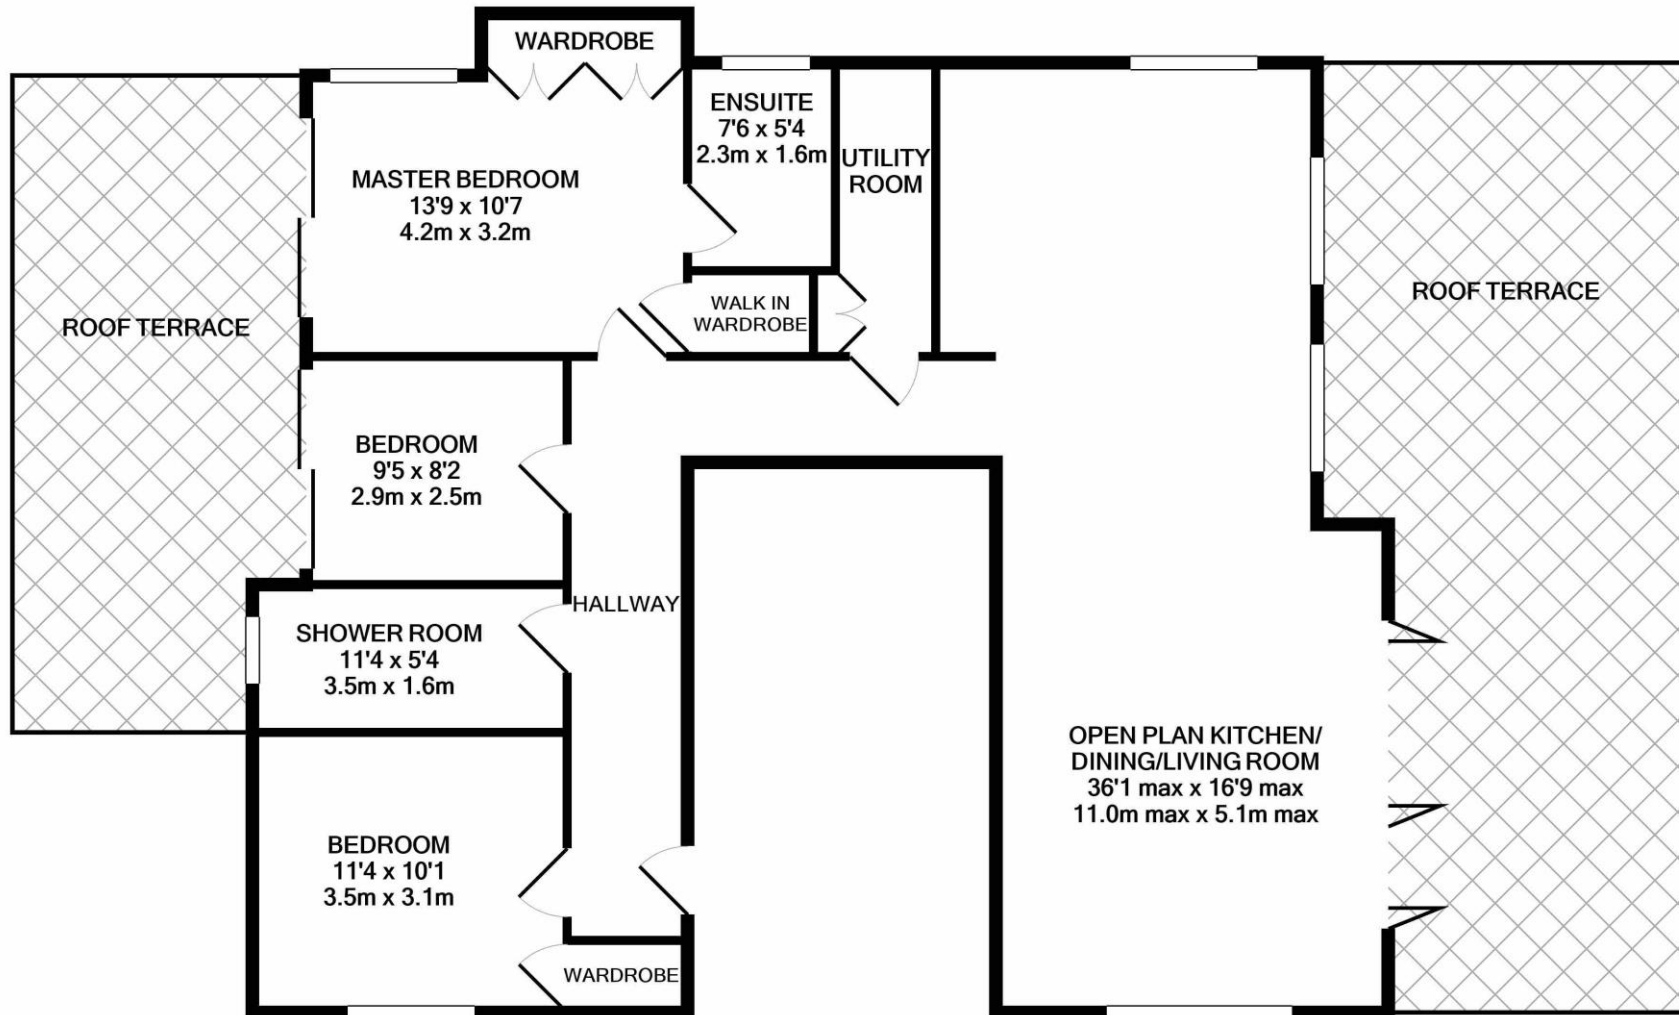 WARDROBE
ENSUITE
7'6 x 5'4
2.3m x 1.6m
UTILITY
ROOM
MASTER BEDROOM
13'9 x 10'7
4.2m x 3.2m
WALK IN
WARDROBE
ROOF TERRACE
ROOF TERRACE
BEDROOM
9'5 x 8'2
2.9m x 2.5m
HALLWAY
SHOWER ROOM
11'4 x 5'4
3.5m x 1.6m
OPEN PLAN KITCHEN/
DINING/LIVING ROOM
36'1 max x 16'9 max
11.0m max x 5.1m max
BEDROOM
11'4 x 10'1
3.5m x 3.1m
WARDROBE